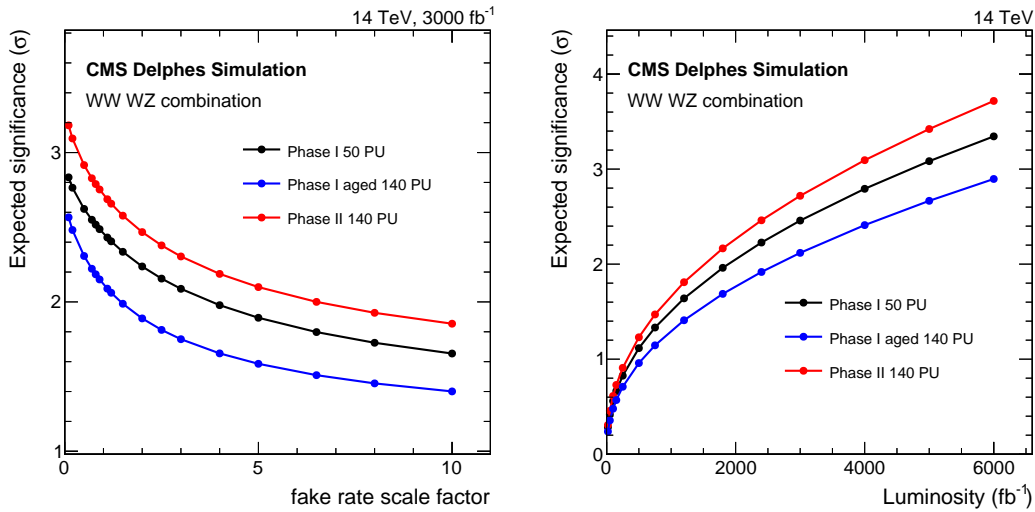 14 TeV, 3000 fb⁻¹
Expected significance (σ)
CMS Delphes Simulation
WW WZ combination
Phase I 50 PU
Phase I aged 140 PU
Phase II 140 PU
3
2
1
0
5
10
fake rate scale factor
14 TeV
Expected significance (σ)
CMS Delphes Simulation
WW WZ combination
4
3
2
1
0
Phase I 50 PU
Phase I aged 140 PU
Phase II 140 PU
0
2000
4000
6000
Luminosity (fb⁻¹)